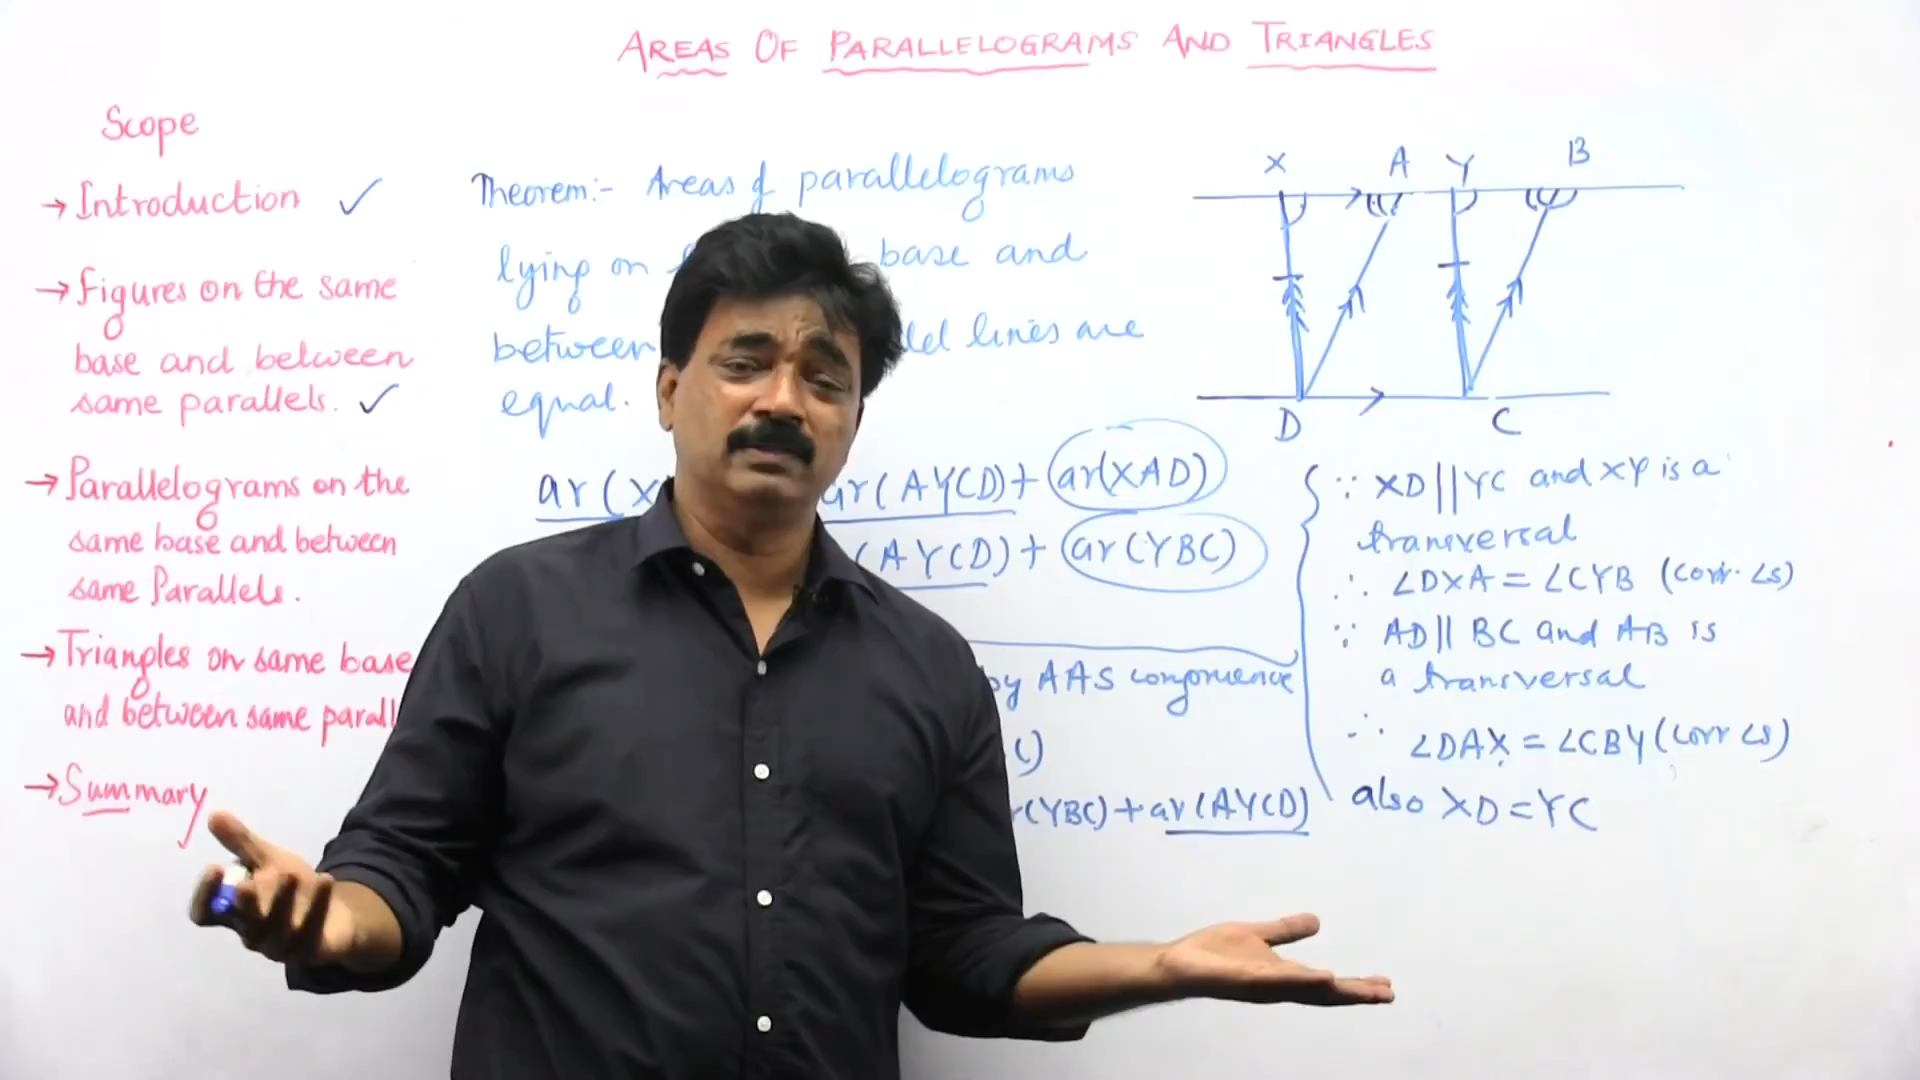 AREAS OF PARALLELOGRAMS AND TRIANGLES
Scope
→ Introduction ✓
→ Figures on the same
base and between
same parallels. ✓
→ Parallelograms on the
same base and between
same Parallels.
→ Triangles on same base
and between same parall
→ Summary
Theorem:- Areas of parallelograms
lying on base and
between lines are
equal.
ar (X ar (AYCD) + ar(XAD)
(AYCD) + ar(YBC)
by AAS congruence
C)
r(YBC) + ar(AYCD)
X A Y B
D C
∵ XD || YC and XY is a
transversal
∴ ∠DXA = ∠CYB (corr. ∠s)
∵ AD || BC and AB is
a transversal
∴ ∠DAX = ∠CBY (corr ∠s)
also XD = YC